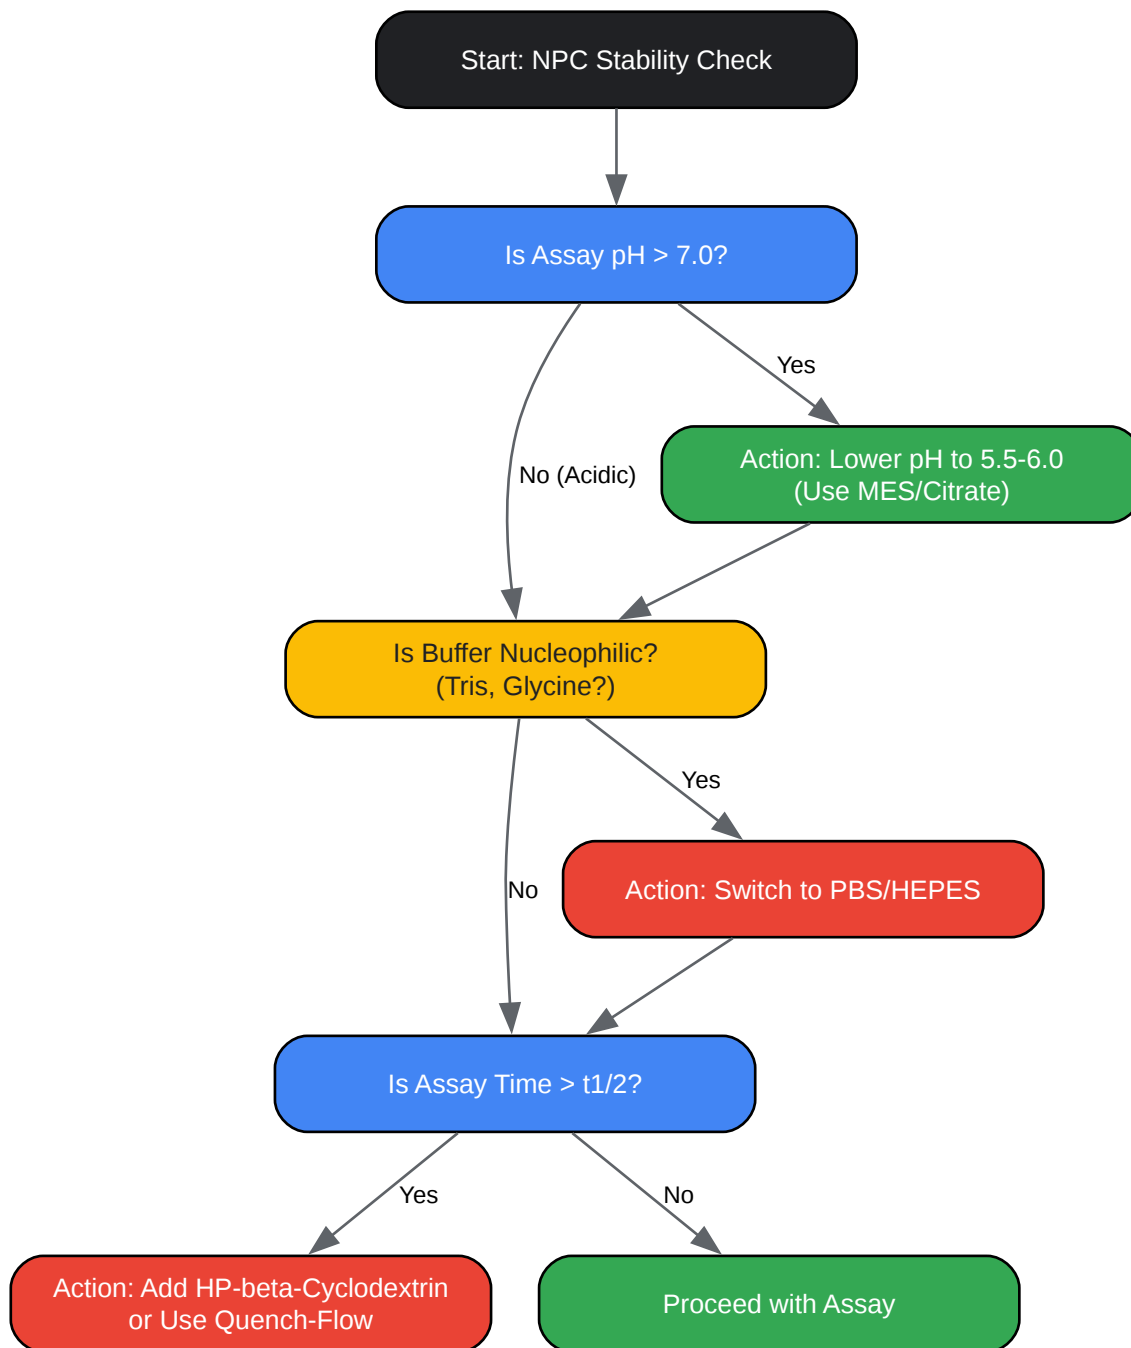 Start: NPC Stability Check
Is Assay pH > 7.0?
Yes
No (Acidic)
Action: Lower pH to 5.5-6.0
(Use MES/Citrate)
Is Buffer Nucleophilic?
(Tris, Glycine?)
Yes
No
Action: Switch to PBS/HEPES
Is Assay Time > t1/2?
Yes
No
Action: Add HP-beta-Cyclodextrin
or Use Quench-Flow
Proceed with Assay